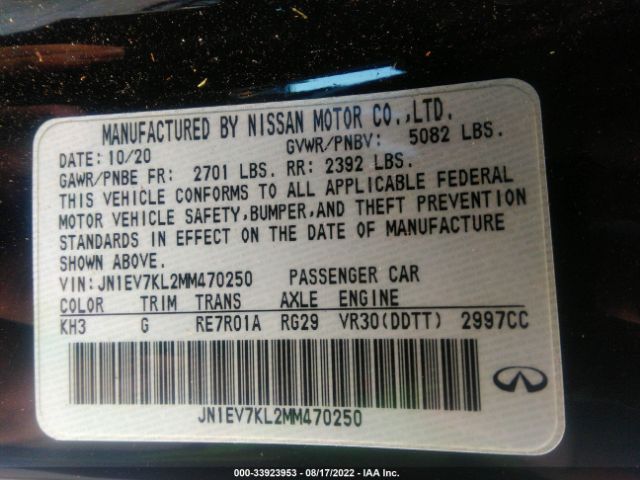 MANUFACTURED BY NISSAN MOTOR CO.,LTD.
DATE: 10/20 GVWR/PNBV: 5082 LBS.
GAWR/PNBE FR: 2701 LBS. RR: 2392 LBS.
THIS VEHICLE CONFORMS TO ALL APPLICABLE FEDERAL
MOTOR VEHICLE SAFETY,BUMPER,AND THEFT PREVENTION
STANDARDS IN EFFECT ON THE DATE OF MANUFACTURE
SHOWN ABOVE.
VIN:JN1EV7KL2MM470250 PASSENGER CAR
COLOR TRIM TRANS AXLE ENGINE
KH3 G RE7R01A RG29 VR30(DDTT) 2997CC
JN1EV7KL2MM470250
000-33923953 - 08/17/2022 - IAA Inc.